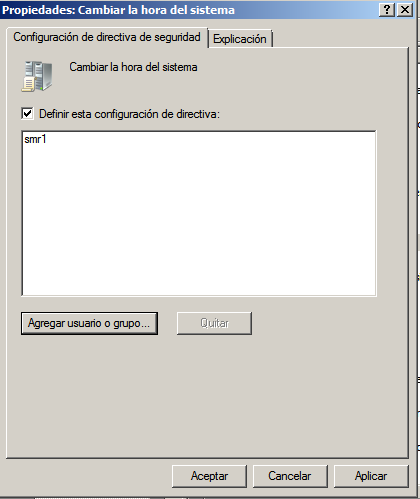 Propiedades: Cambiar la hora del sistema
Configuración de directiva de seguridad
Explicación
Cambiar la hora del sistema
Definir esta configuración de directiva:
smr1
Agregar usuario o grupo...
Quitar
Aceptar
Cancelar
Aplicar